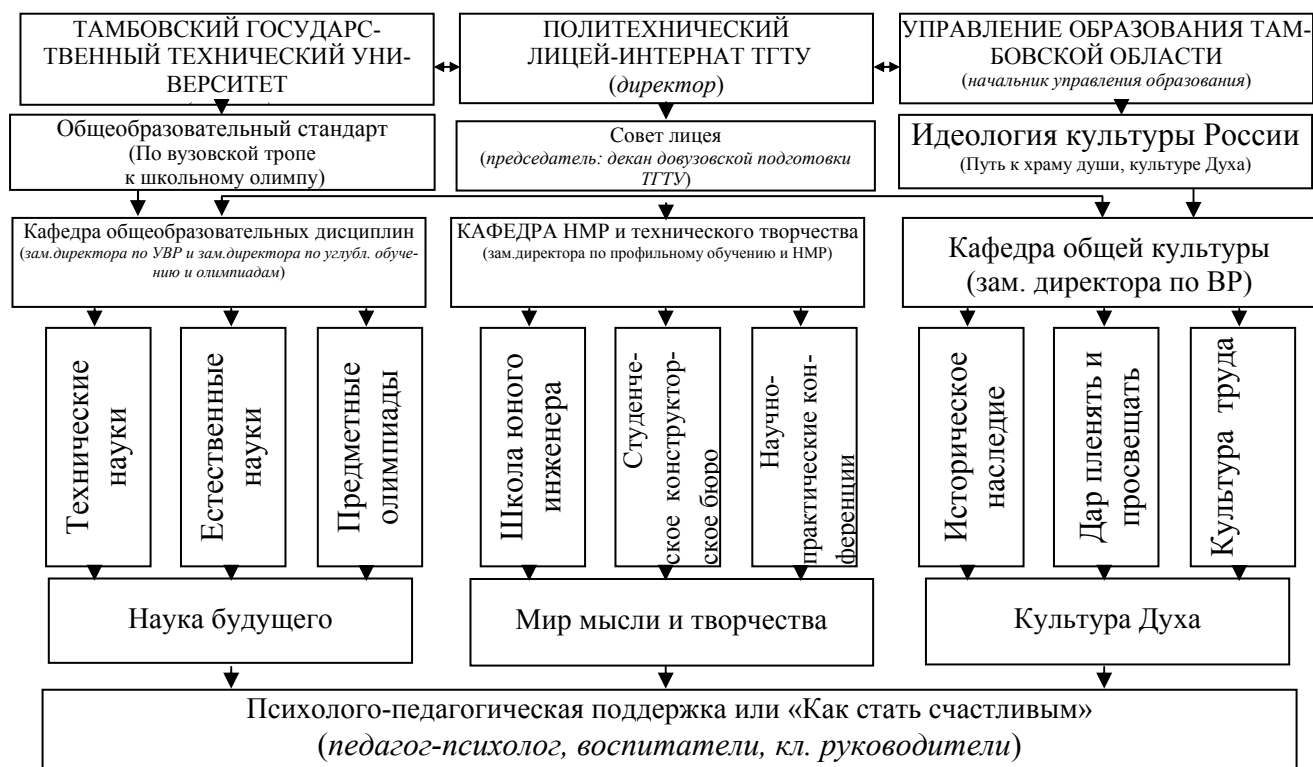 ТАМБОВСКИЙ ГОСУДАРС-
ТВЕННЫЙ ТЕХНИЧЕСКИЙ УНИ-
ВЕРСИТЕТ
ПОЛИТЕХНИЧЕСКИЙ
ЛИЦЕЙ-ИНТЕРНАТ ТГТУ
(директор)
УПРАВЛЕНИЕ ОБРАЗОВАНИЯ ТАМ-
БОВСКОЙ ОБЛАСТИ
(начальник управления образования)
Общеобразовательный стандарт
(По вузовской тропе
к школьному олимпу)
Совет лицея
(председатель: декан довузовской подготовки
ТГТУ)
Идеология культуры России
(Путь к храму души, культуре Духа)
Кафедра общеобразовательных дисциплин
(зам.директора по УВР и зам.директора по углубл. обуче-
нию и олимпиадам)
КАФЕДРА НМР и технического творчества
(зам.директора по профильному обучению и НМР)
Кафедра общей культуры
(зам. директора по ВР)
Технические
науки
Естественные
науки
Предметные
олимпиады
Школа юного
инженера
Студенче-
ское конструктор-
ское бюро
Научно-
практические кон-
ференции
Историческое
наследие
Дар пленять и
просвещать
Культура труда
Наука будущего
Мир мысли и творчества
Культура Духа
Психолого-педагогическая поддержка или «Как стать счастливым»
(педагог-психолог, воспитатели, кл. руководители)